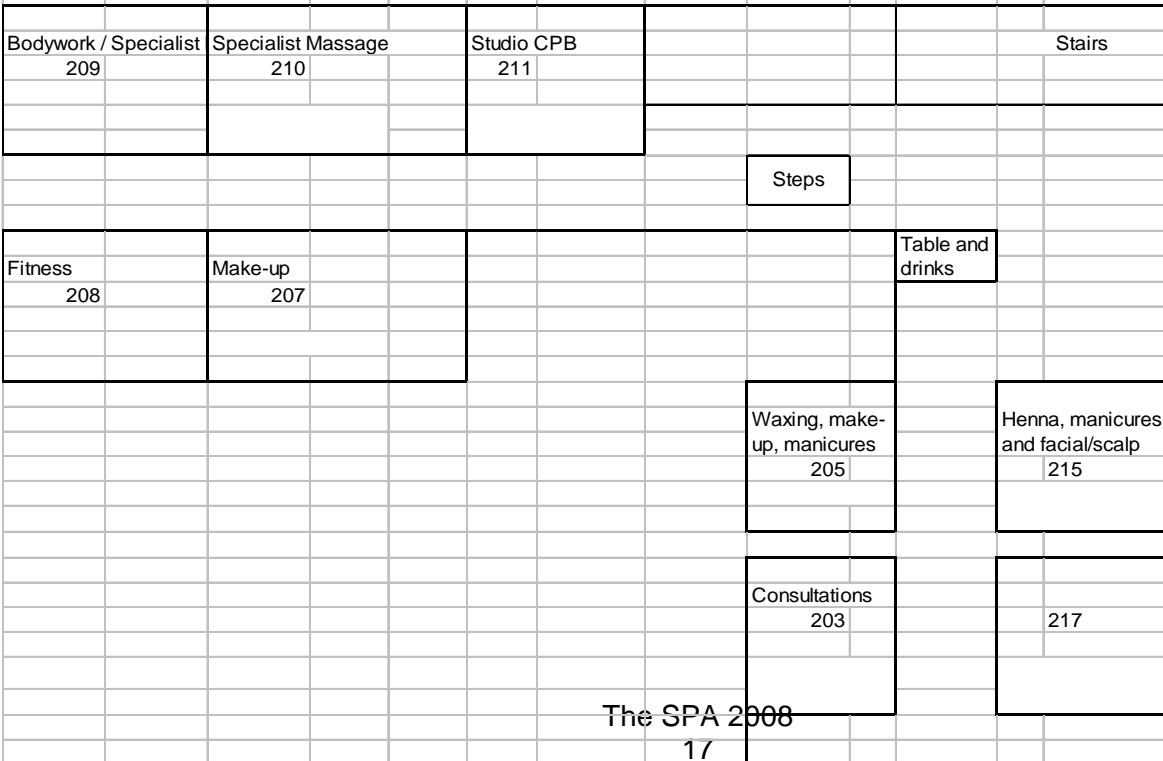 Bodywork / Specialist
Specialist Massage
Studio CPB
Stairs
209
210
211
Steps
Table and
drinks
Fitness
Make-up
208
207
Waxing, make-
up, manicures
205
Henna, manicures
and facial/scalp
215
Consultations
203
217
The SPA 2008
17